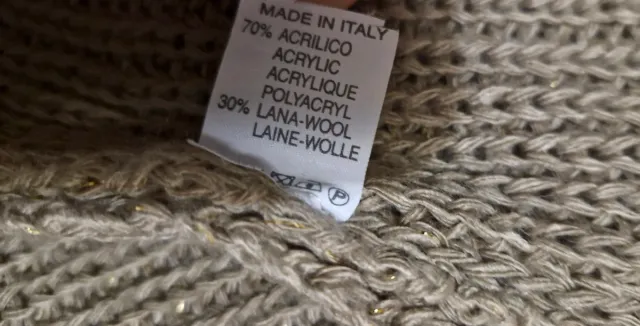 MADE IN ITALY
70% ACRILICO
ACRYLIC
ACRYLIQUE
POLYACRYL
30% LANA-WOOL
LAINE-WOLLE
P